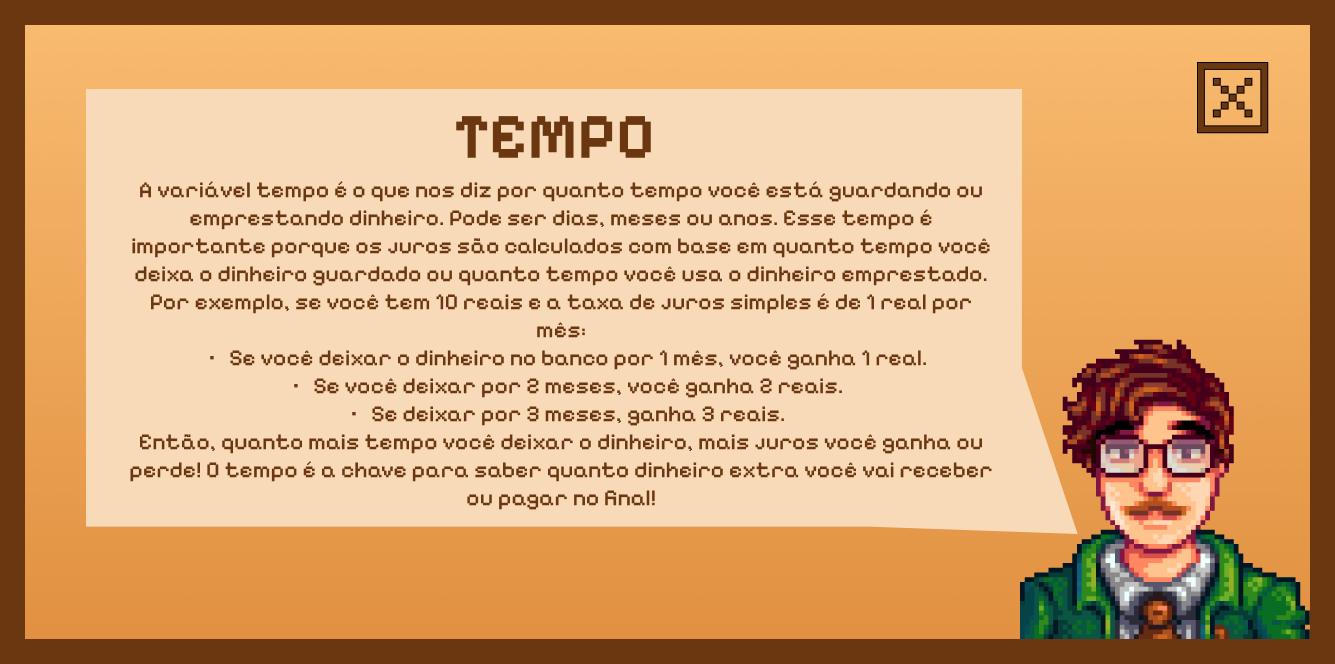 TEMPO
A variável tempo é o que nos diz por quanto tempo você está guardando ou
emprestando dinheiro. Pode ser dias, meses ou anos. Esse tempo é
importante porque os juros são calculados com base em quanto tempo você
deixa o dinheiro guardado ou quanto tempo você usa o dinheiro emprestado.
Por exemplo, se você tem 10 reais e a taxa de juros simples é de 1 real por
mês:
· Se você deixar o dinheiro no banco por 1 mês, você ganha 1 real.
· Se você deixar por 2 meses, você ganha 2 reais.
· Se deixar por 3 meses, ganha 3 reais.
Então, quanto mais tempo você deixar o dinheiro, mais juros você ganha ou
perde! O tempo é a chave para saber quanto dinheiro extra você vai receber
ou pagar no final!